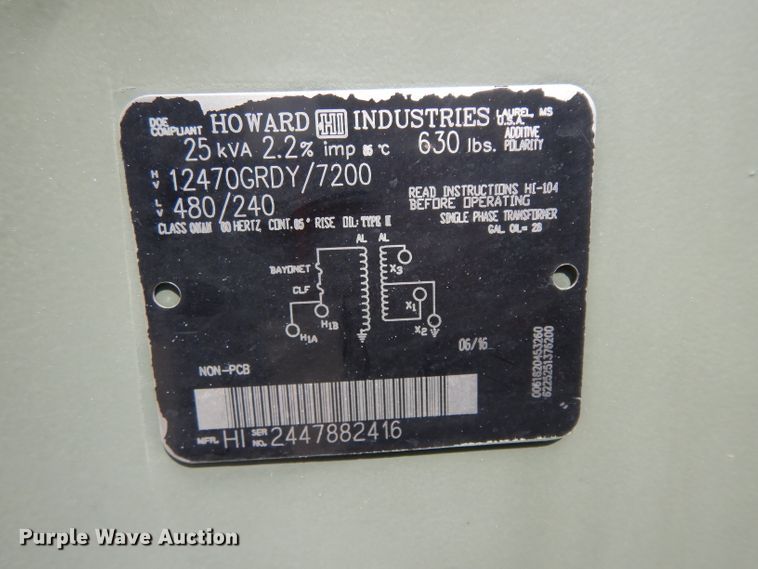 DOE COMPLIANT
HOWARD HI INDUSTRIES
LAUREL, MS
U.S.A.
25 kVA 2.2% imp 85 °C 630 lbs.
ADDITIVE
POLARITY
HV 12470GRDY/7200
READ INSTRUCTIONS HI-104
BEFORE OPERATING
LV 480/240
SINGLE PHASE TRANSFORMER
CLASS ONAN 60 HERTZ CONT. 65° RISE OIL: TYPE II
GAL OIL= 28
AL AL
BAYONET
X3
CLF
X1
H1B
H1A
X2
06/16
NON-PCB
0061820453260
6225251376200
MFR. HI SER NO. 2447882416
Purple Wave Auction